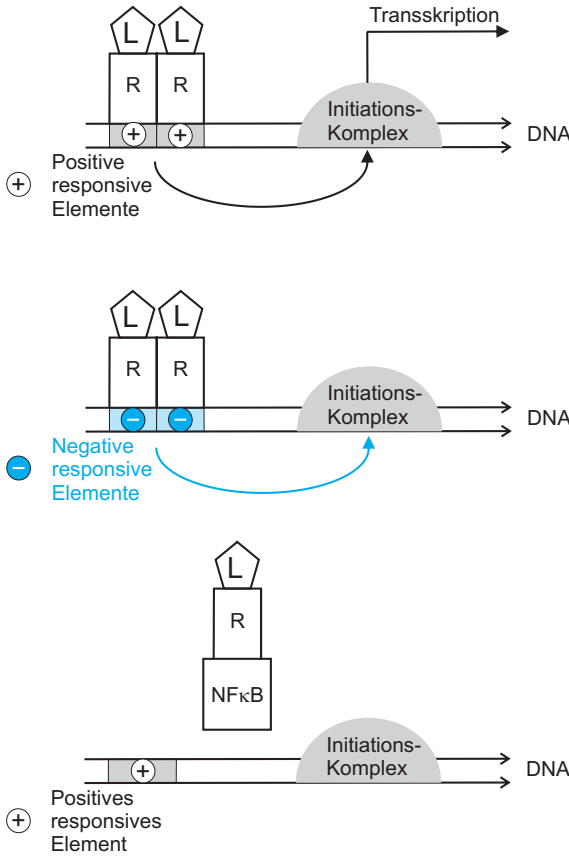 Transskription
L L
R R
Initiations-
Komplex
+ +
DNA
+ Positive
responsive
Elemente
L L
R R
Initiations-
Komplex
− −
DNA
− Negative
responsive
Elemente
L
R
NFκB
Initiations-
Komplex
+
DNA
+ Positives
responsives
Element